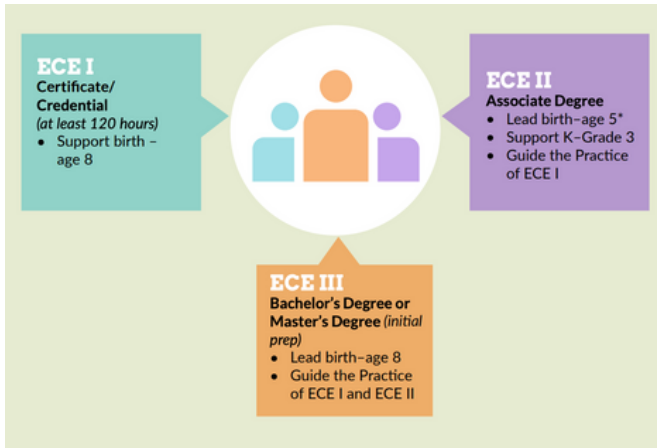 ECE I
Certificate/
Credential
(at least 120 hours)
• Support birth –
age 8
ECE II
Associate Degree
• Lead birth–age 5*
• Support K–Grade 3
• Guide the Practice
of ECE I
ECE III
Bachelor's Degree or
Master's Degree (initial
prep)
• Lead birth–age 8
• Guide the Practice
of ECE I and ECE II